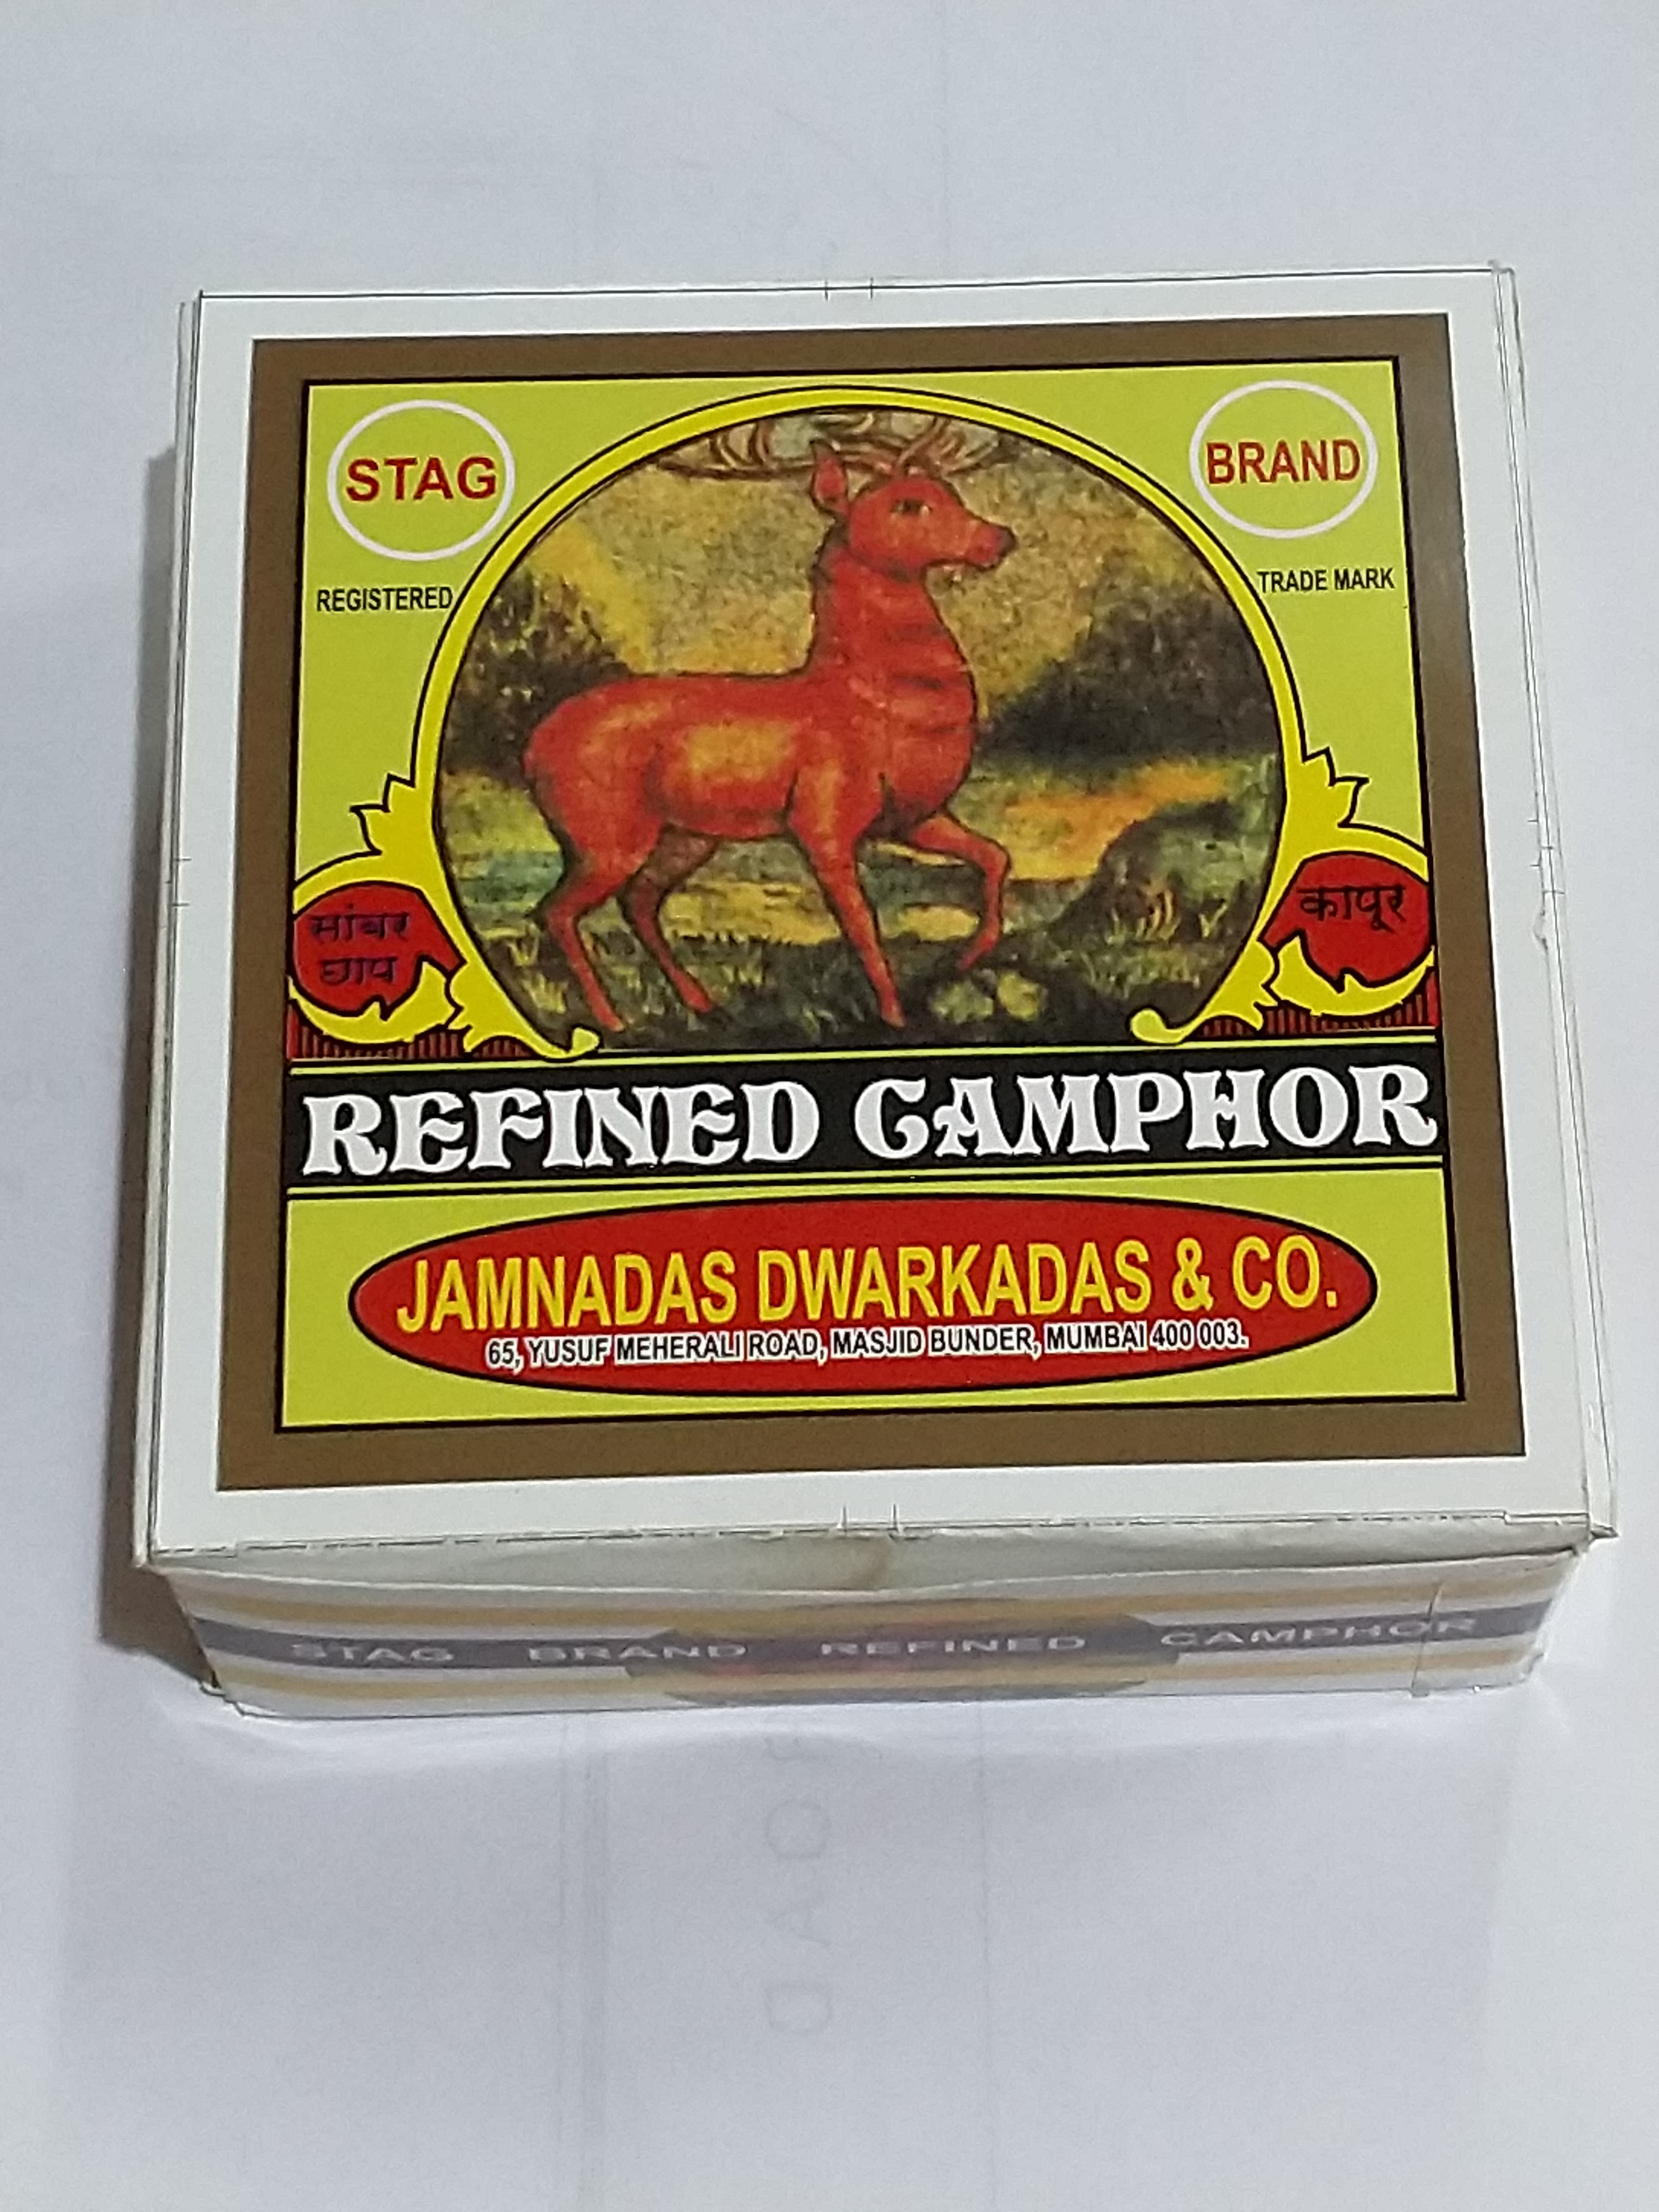 STAG
BRAND
REGISTERED
TRADE MARK
सांबर
छाप
कापूर
REFINED CAMPHOR
JAMNADAS DWARKADAS & CO.
65, YUSUF MEHERALI ROAD, MASJID BUNDER, MUMBAI 400 003.
STAG BRAND REFINED CAMPHOR